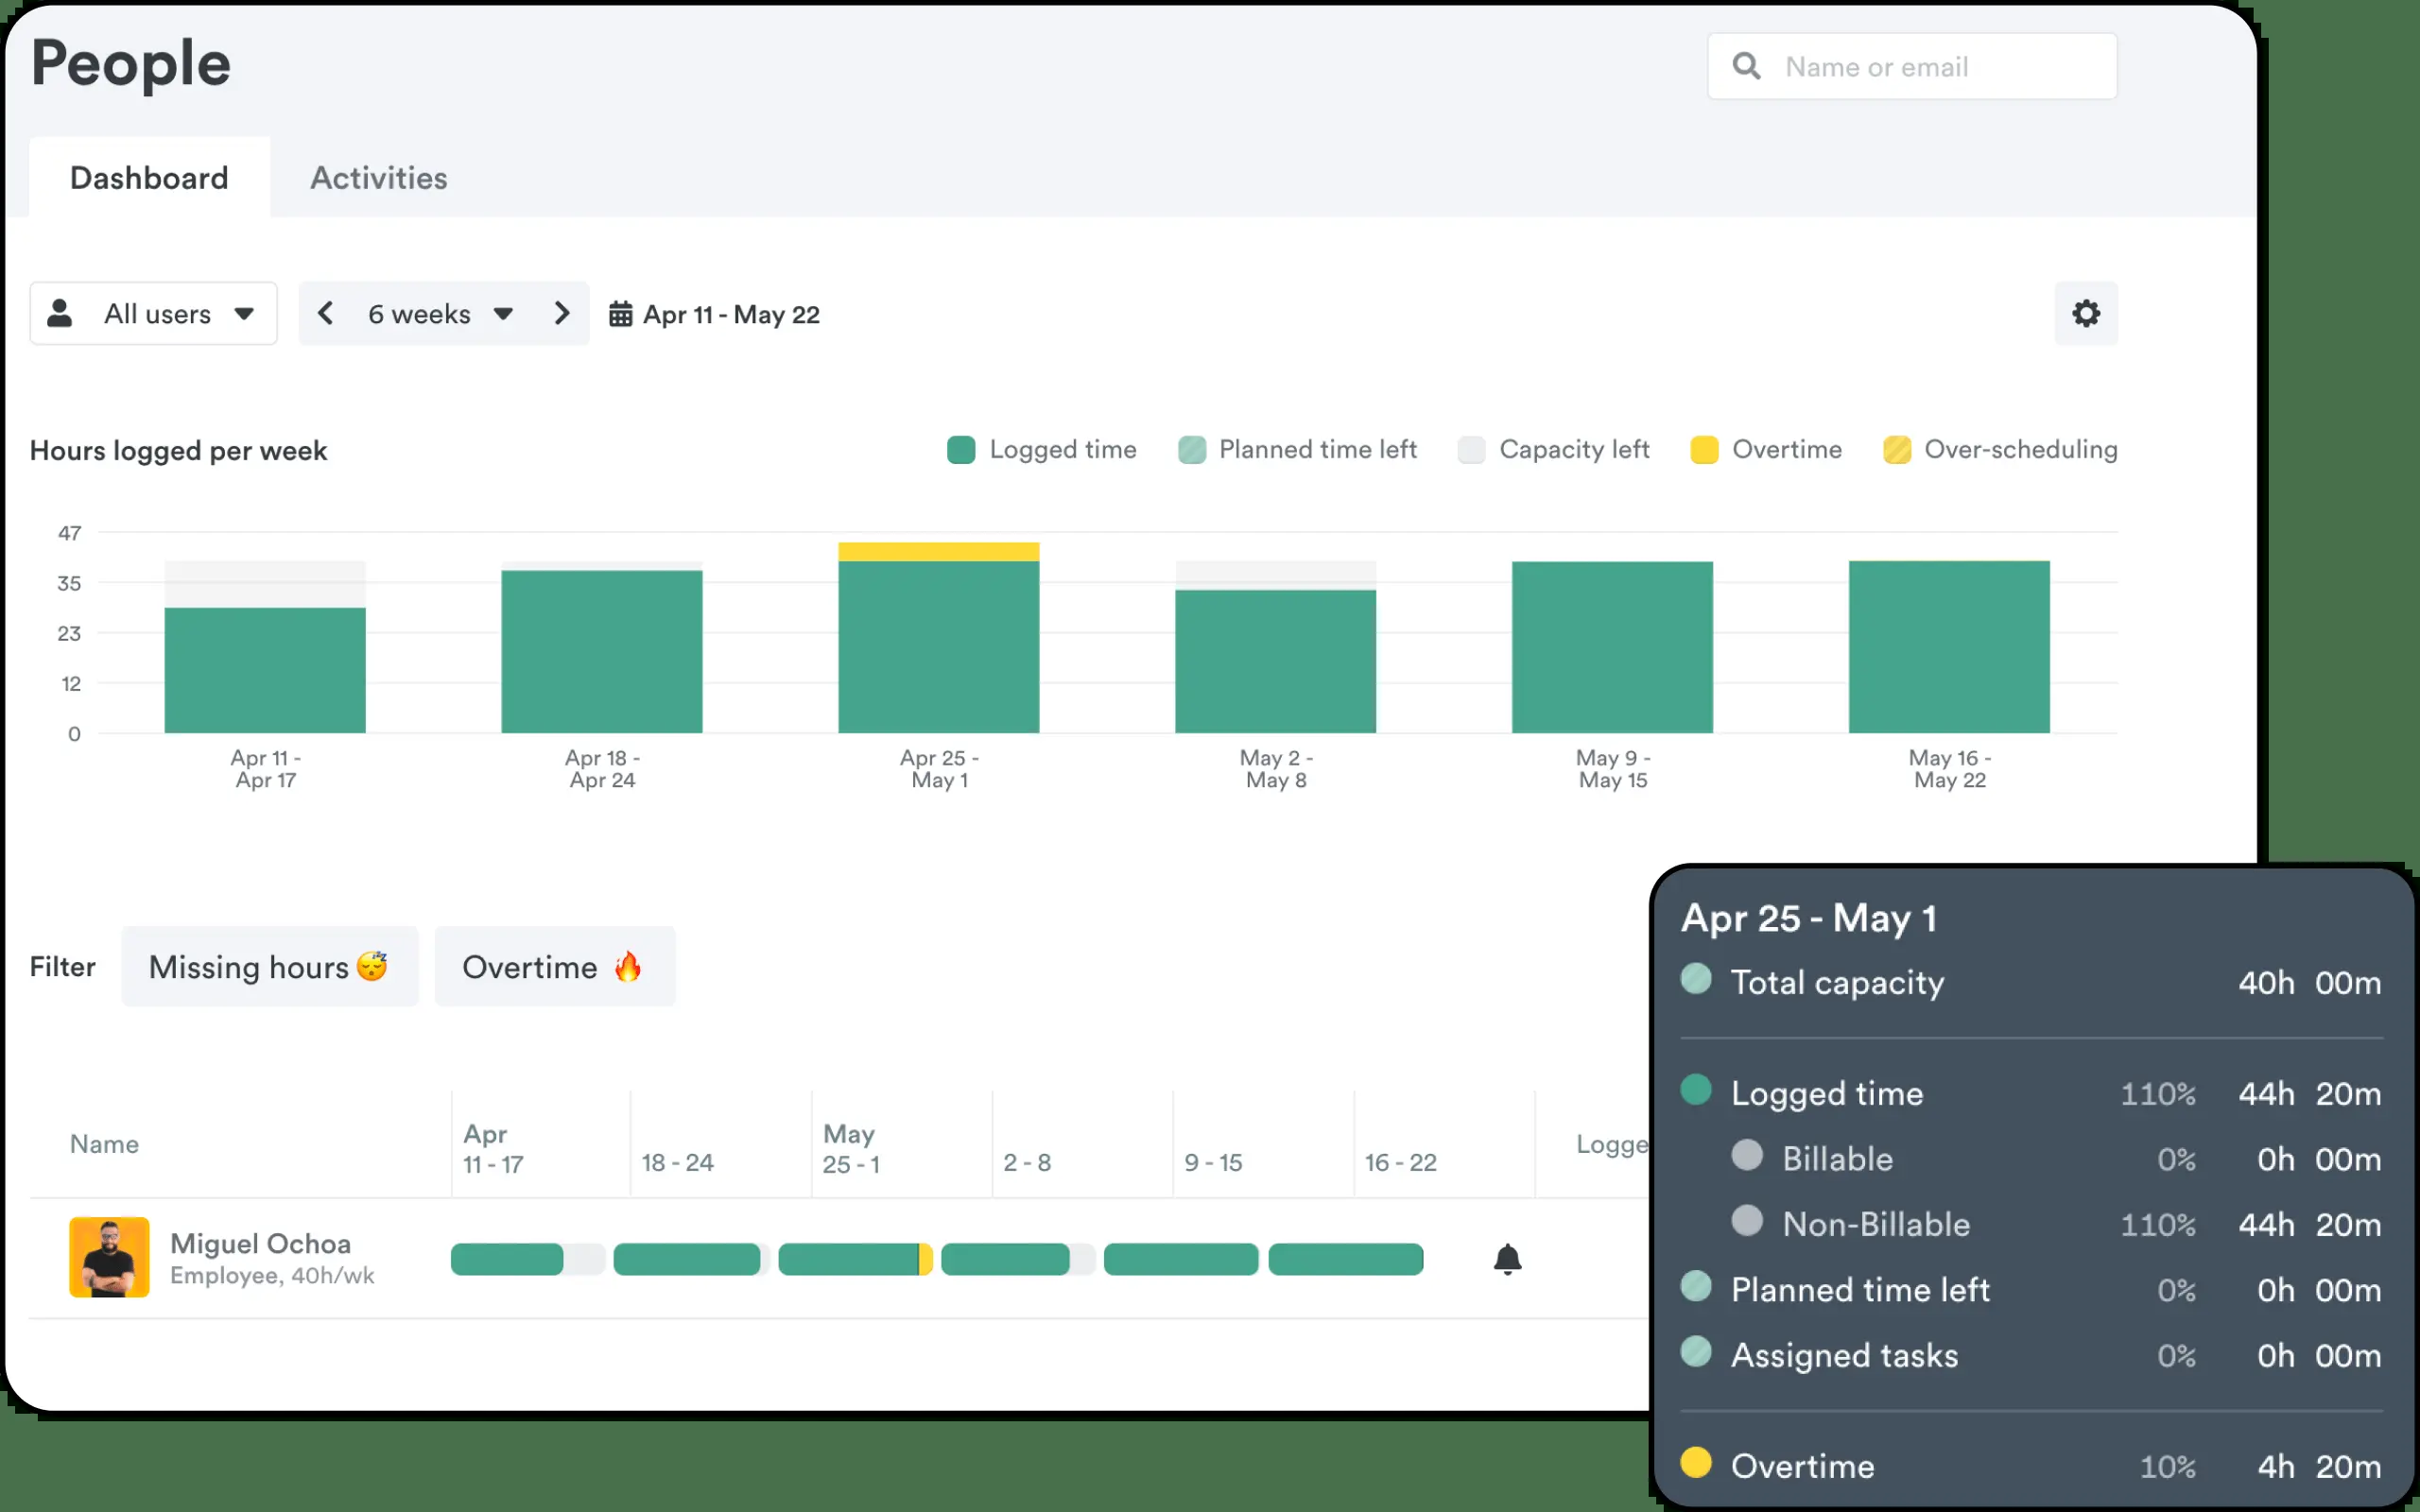 People
Name or email
Dashboard
Activities
All users
6 weeks
Apr 11 - May 22
Hours logged per week
Logged time
Planned time left
Capacity left
Overtime
Over-scheduling
47
35
23
12
0
Apr 11 -
Apr 17
Apr 18 -
Apr 24
Apr 25 -
May 1
May 2 -
May 8
May 9 -
May 15
May 16 -
May 22
Filter
Missing hours 😴
Overtime 🔥
Name
Apr
11 - 17
18 - 24
May
25 - 1
2 - 8
9 - 15
16 - 22
Logge
Miguel Ochoa
Employee, 40h/wk
Apr 25 - May 1
Total capacity 40h 00m
Logged time 110% 44h 20m
Billable 0% 0h 00m
Non-Billable 110% 44h 20m
Planned time left 0% 0h 00m
Assigned tasks 0% 0h 00m
Overtime 10% 4h 20m